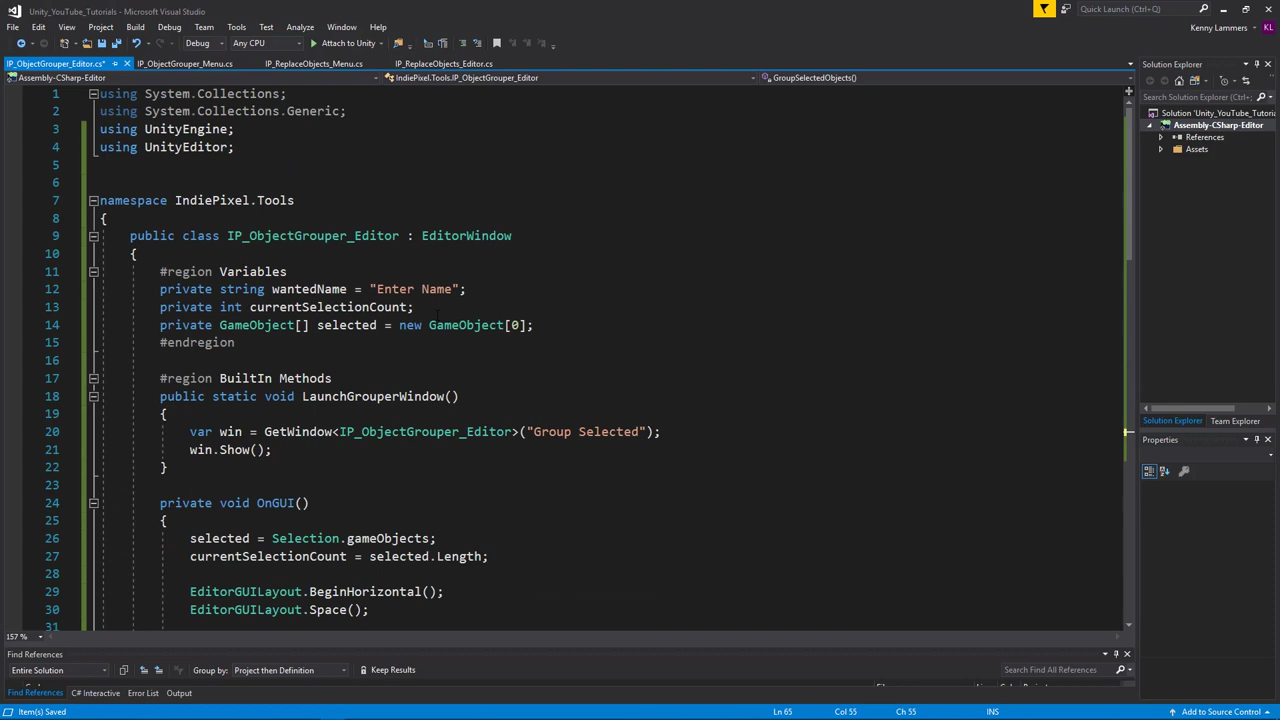 Unity_YouTube_Tutorials - Microsoft Visual Studio
Quick Launch (Ctrl+Q)
File Edit View Project Build Debug Team Tools Test Analyze Window Help
Kenny Lammers KL
Debug Any CPU Attach to Unity
IP_ObjectGrouper_Editor.cs* IP_ObjectGrouper_Menu.cs IP_ReplaceObjects_Menu.cs IP_ReplaceObjects_Editor.cs
Assembly-CSharp-Editor IndiePixel.Tools.IP_ObjectGrouper_Editor GroupSelectedObjects()
1 using System.Collections;
2 using System.Collections.Generic;
3 using UnityEngine;
4 using UnityEditor;
5
6
7 namespace IndiePixel.Tools
8 {
9 public class IP_ObjectGrouper_Editor : EditorWindow
10 {
11 #region Variables
12 private string wantedName = "Enter Name";
13 private int currentSelectionCount;
14 private GameObject[] selected = new GameObject[0];
15 #endregion
16
17 #region BuiltIn Methods
18 public static void LaunchGrouperWindow()
19 {
20 var win = GetWindow<IP_ObjectGrouper_Editor>("Group Selected");
21 win.Show();
22 }
23
24 private void OnGUI()
25 {
26 selected = Selection.gameObjects;
27 currentSelectionCount = selected.Length;
28
29 EditorGUILayout.BeginHorizontal();
30 EditorGUILayout.Space();
31
157 %
Solution Explorer
Search Solution Explorer (Ctrl+;)
Solution 'Unity_YouTube_Tutoria
Assembly-CSharp-Editor
References
Assets
Solution Explorer Team Explorer
Properties
Find References
Entire Solution Group by: Project then Definition Keep Results
Search Find All References
Find References C# Interactive Error List Output
Item(s) Saved Ln 65 Col 55 Ch 55 INS Add to Source Control